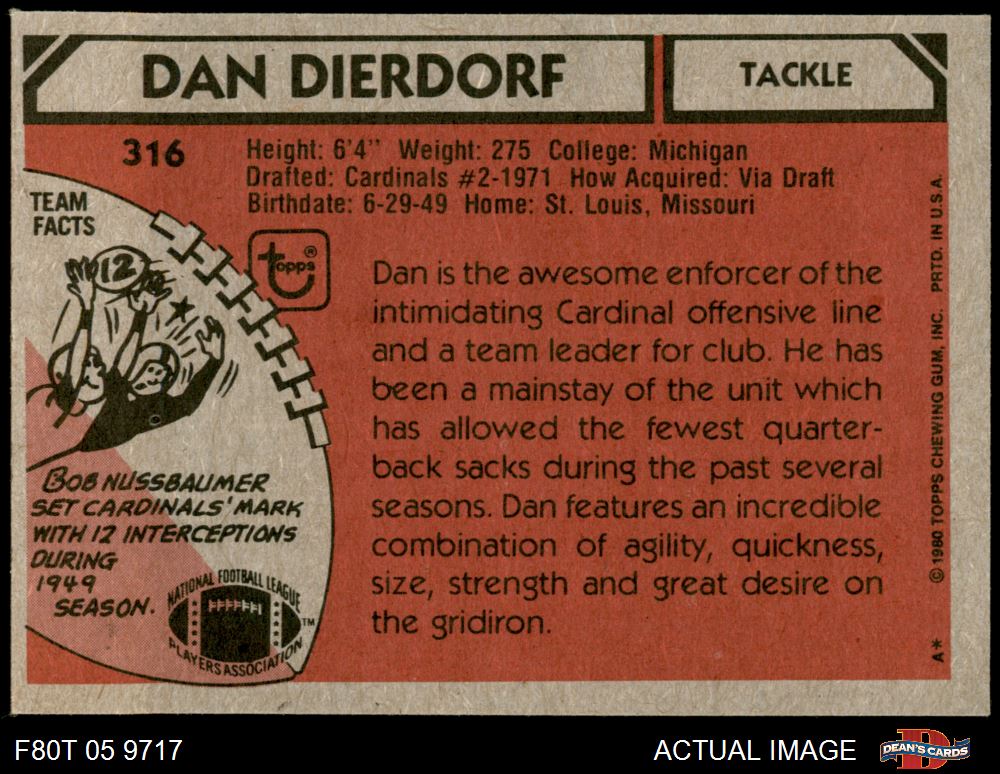 DAN DIERDORF
TACKLE
316
Height: 6'4" Weight: 275 College: Michigan
Drafted: Cardinals #2-1971 How Acquired: Via Draft
Birthdate: 6-29-49 Home: St. Louis, Missouri
TEAM
FACTS
12
topps®
Dan is the awesome enforcer of the
intimidating Cardinal offensive line
and a team leader for club. He has
been a mainstay of the unit which
has allowed the fewest quarter-
back sacks during the past several
seasons. Dan features an incredible
combination of agility, quickness,
size, strength and great desire on
the gridiron.
BOB NUSSBAUMER
SET CARDINALS' MARK
WITH 12 INTERCEPTIONS
DURING
1949
SEASON.
NATIONAL FOOTBALL LEAGUE
PLAYERS ASSOCIATION
TM
© 1980 TOPPS CHEWING GUM, INC. PRTD. IN U.S.A.
A*
F80T 05 9717
ACTUAL IMAGE
D
DEAN'S CARDS